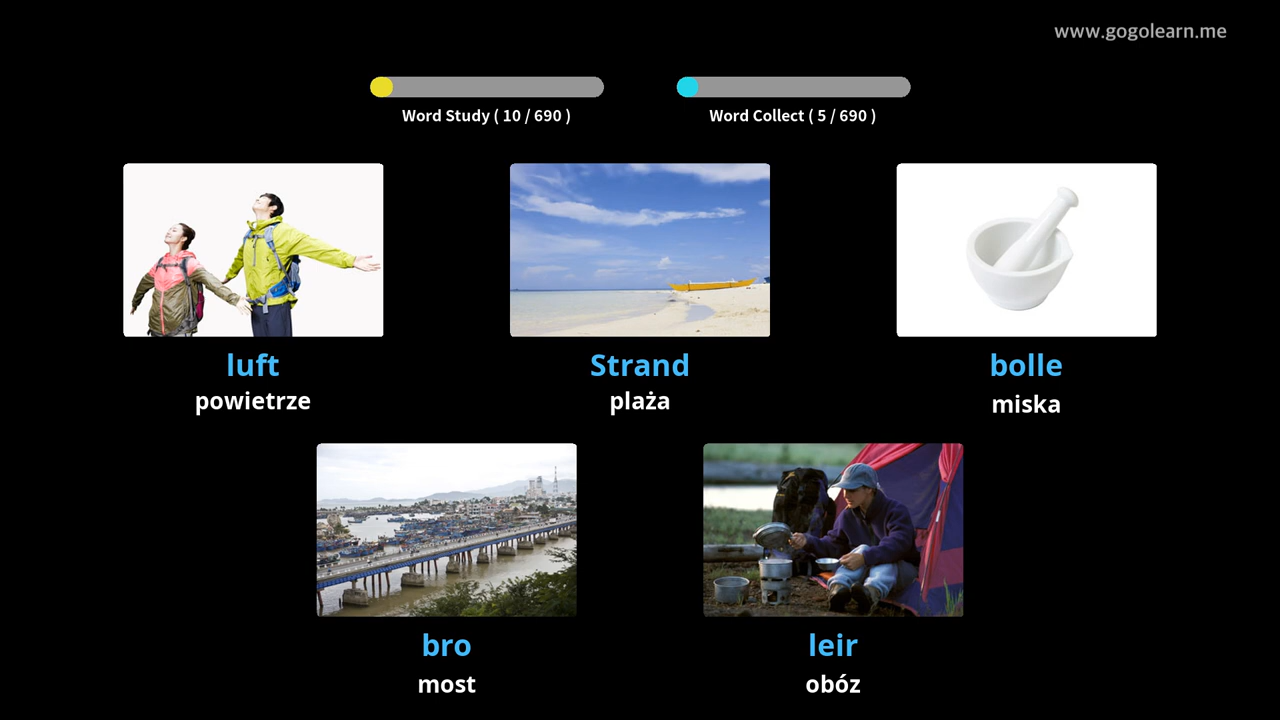 www.gogolearn.me
Word Study ( 10 / 690 )
Word Collect ( 5 / 690 )
luft
powietrze
Strand
plaża
bolle
miska
bro
most
leir
obóz